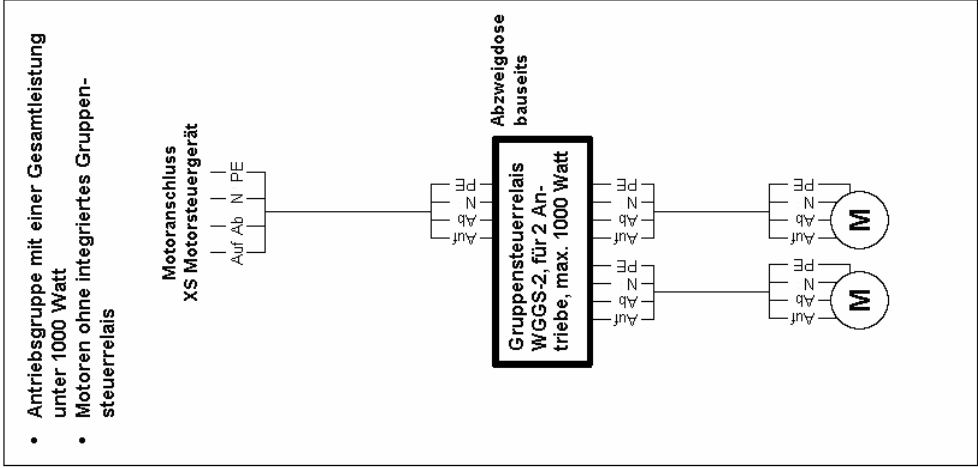 • Antriebsgruppe mit einer Gesamtleistung
unter 1000 Watt
• Motoren ohne integriertes Gruppen-
steuerrelais
Motoranschluss
XS Motorsteuergerät
Auf Ab N PE
Abzweigdose
bauseits
Auf Ab N PE
Gruppensteuerrelais
WGGS-2, für 2 An-
triebe, max. 1000 Watt
Auf Ab N PE
Auf Ab N PE
Auf Ab N PE
Auf Ab N PE
M
M